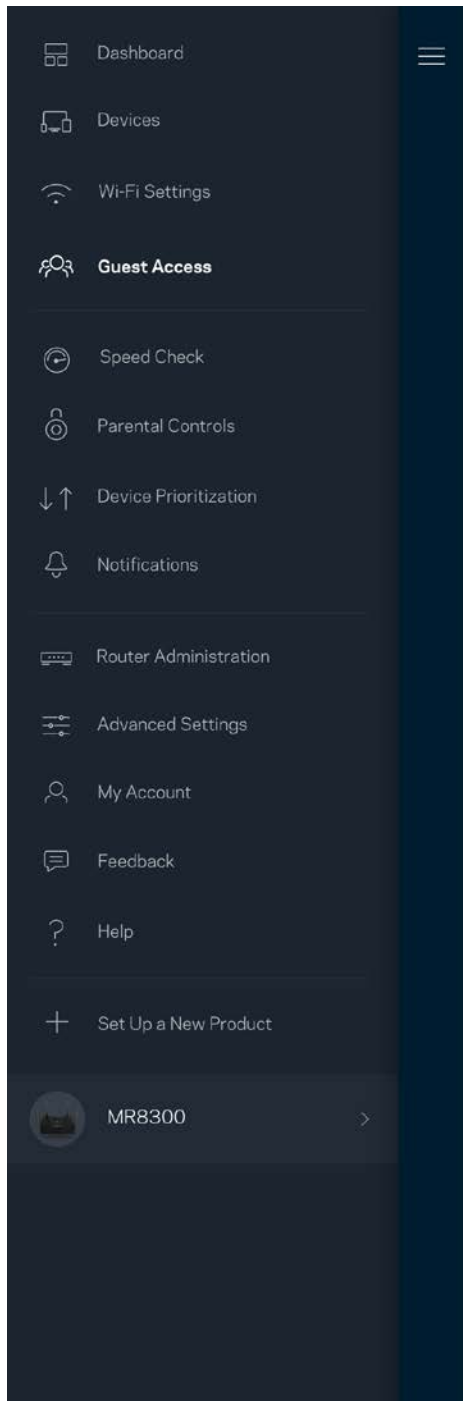 Dashboard
Devices
Wi-Fi Settings
Guest Access
Speed Check
Parental Controls
Device Prioritization
Notifications
Router Administration
Advanced Settings
My Account
Feedback
Help
Set Up a New Product
MR8300